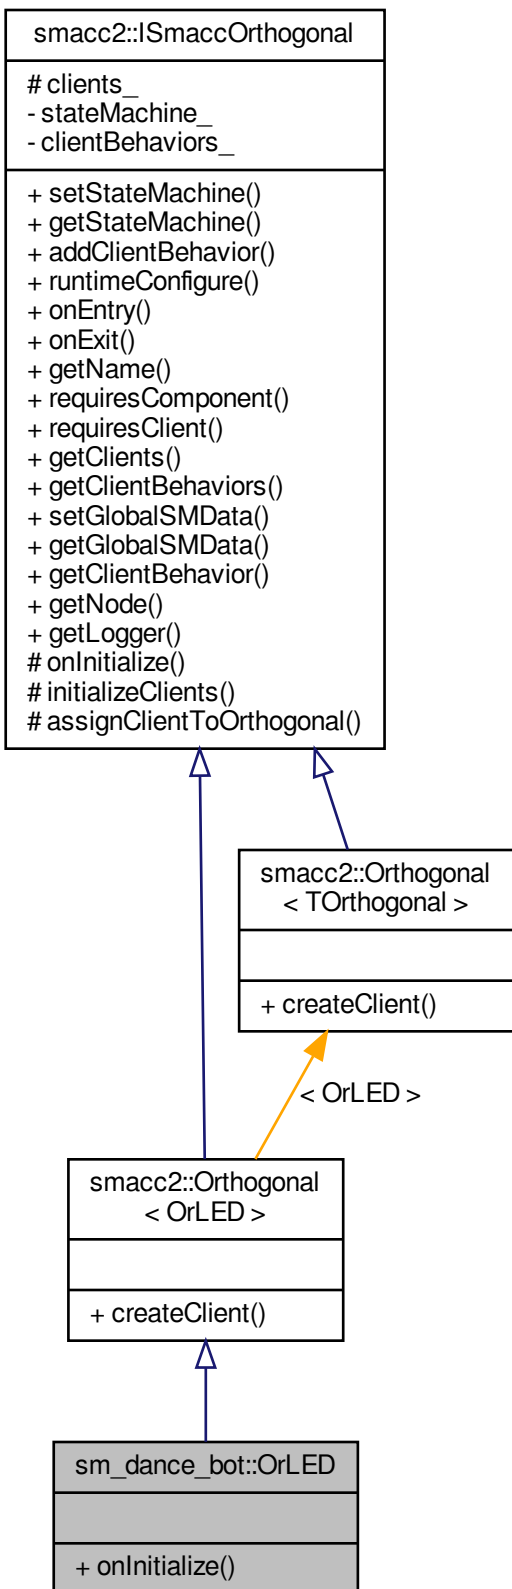 smacc2::ISmaccOrthogonal
# clients_
- stateMachine_
- clientBehaviors_
+ setStateMachine()
+ getStateMachine()
+ addClientBehavior()
+ runtimeConfigure()
+ onEntry()
+ onExit()
+ getName()
+ requiresComponent()
+ requiresClient()
+ getClients()
+ getClientBehaviors()
+ setGlobalSMData()
+ getGlobalSMData()
+ getClientBehavior()
+ getNode()
+ getLogger()
# onInitialize()
# initializeClients()
# assignClientToOrthogonal()
smacc2::Orthogonal
< TOrthogonal >
+ createClient()
< OrLED >
smacc2::Orthogonal
< OrLED >
+ createClient()
sm_dance_bot::OrLED
+ onInitialize()